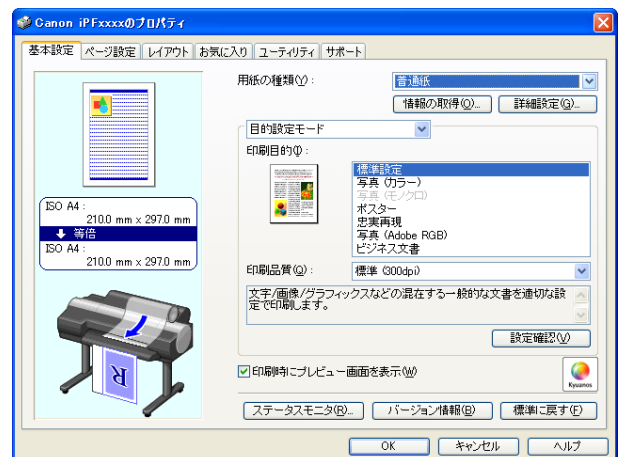 Canon iPFxxxxのプロパティ
基本設定 ページ設定 レイアウト お気に入り ユーティリティ サポート
用紙の種類(Y)： 普通紙
情報の取得(Q)... 詳細設定(G)...
目的設定モード
印刷目的(I)：
標準設定
写真 (カラー)
写真 (モノクロ)
ポスター
忠実再現
写真 (Adobe RGB)
ビジネス文書
ISO A4：
210.0 mm x 297.0 mm
等倍
ISO A4：
210.0 mm x 297.0 mm
R
印刷品質(Q)： 標準 (300dpi)
文字/画像/グラフィックスなどの混在する一般的な文書を適切な設
定で印刷します。
設定確認(V)
印刷時にプレビュー画面を表示(W)
Kyuanos
ステータスモニタ(R)... バージョン情報(B) 標準に戻す(F)
OK キャンセル ヘルプ